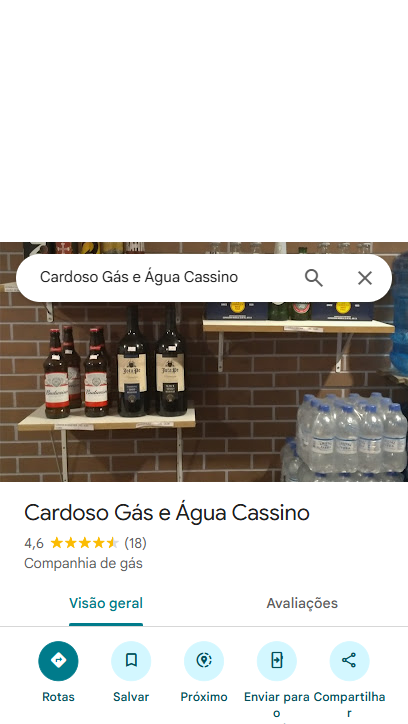 Cardoso Gás e Água Cassino
Budweiser
Budweiser
Cardoso Gás e Água Cassino
4,6 (18)
Companhia de gás
Visão geral
Avaliações
Rotas
Salvar
Próximo
Enviar para
o
Compartilha
r